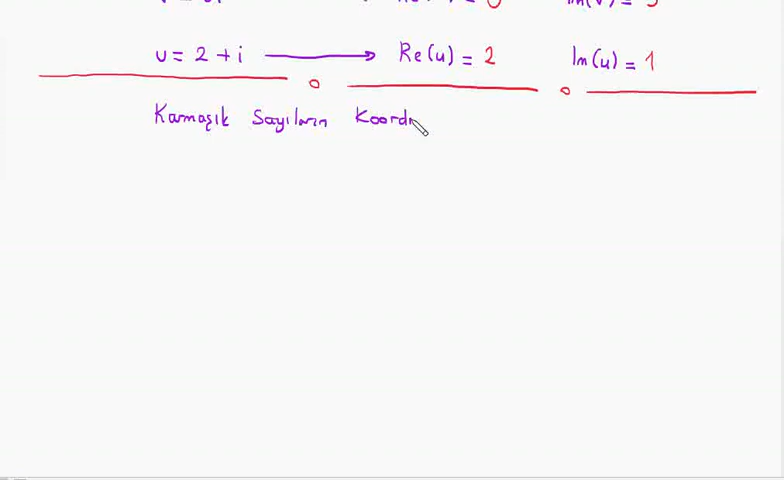 u = 2 + i → Re(u) = 2 Im(u) = 1
Karmaşık Sayıların Koord